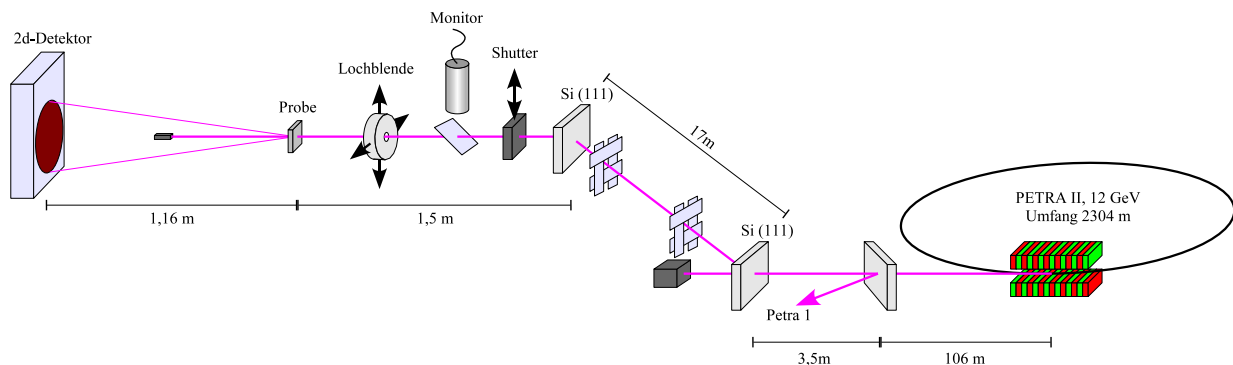 Monitor
2d-Detektor
Shutter
Lochblende
Si (111)
Probe
17m
PETRA II, 12 GeV
Umfang 2304 m
1,16 m
1,5 m
Si (111)
Petra 1
3,5m
106 m